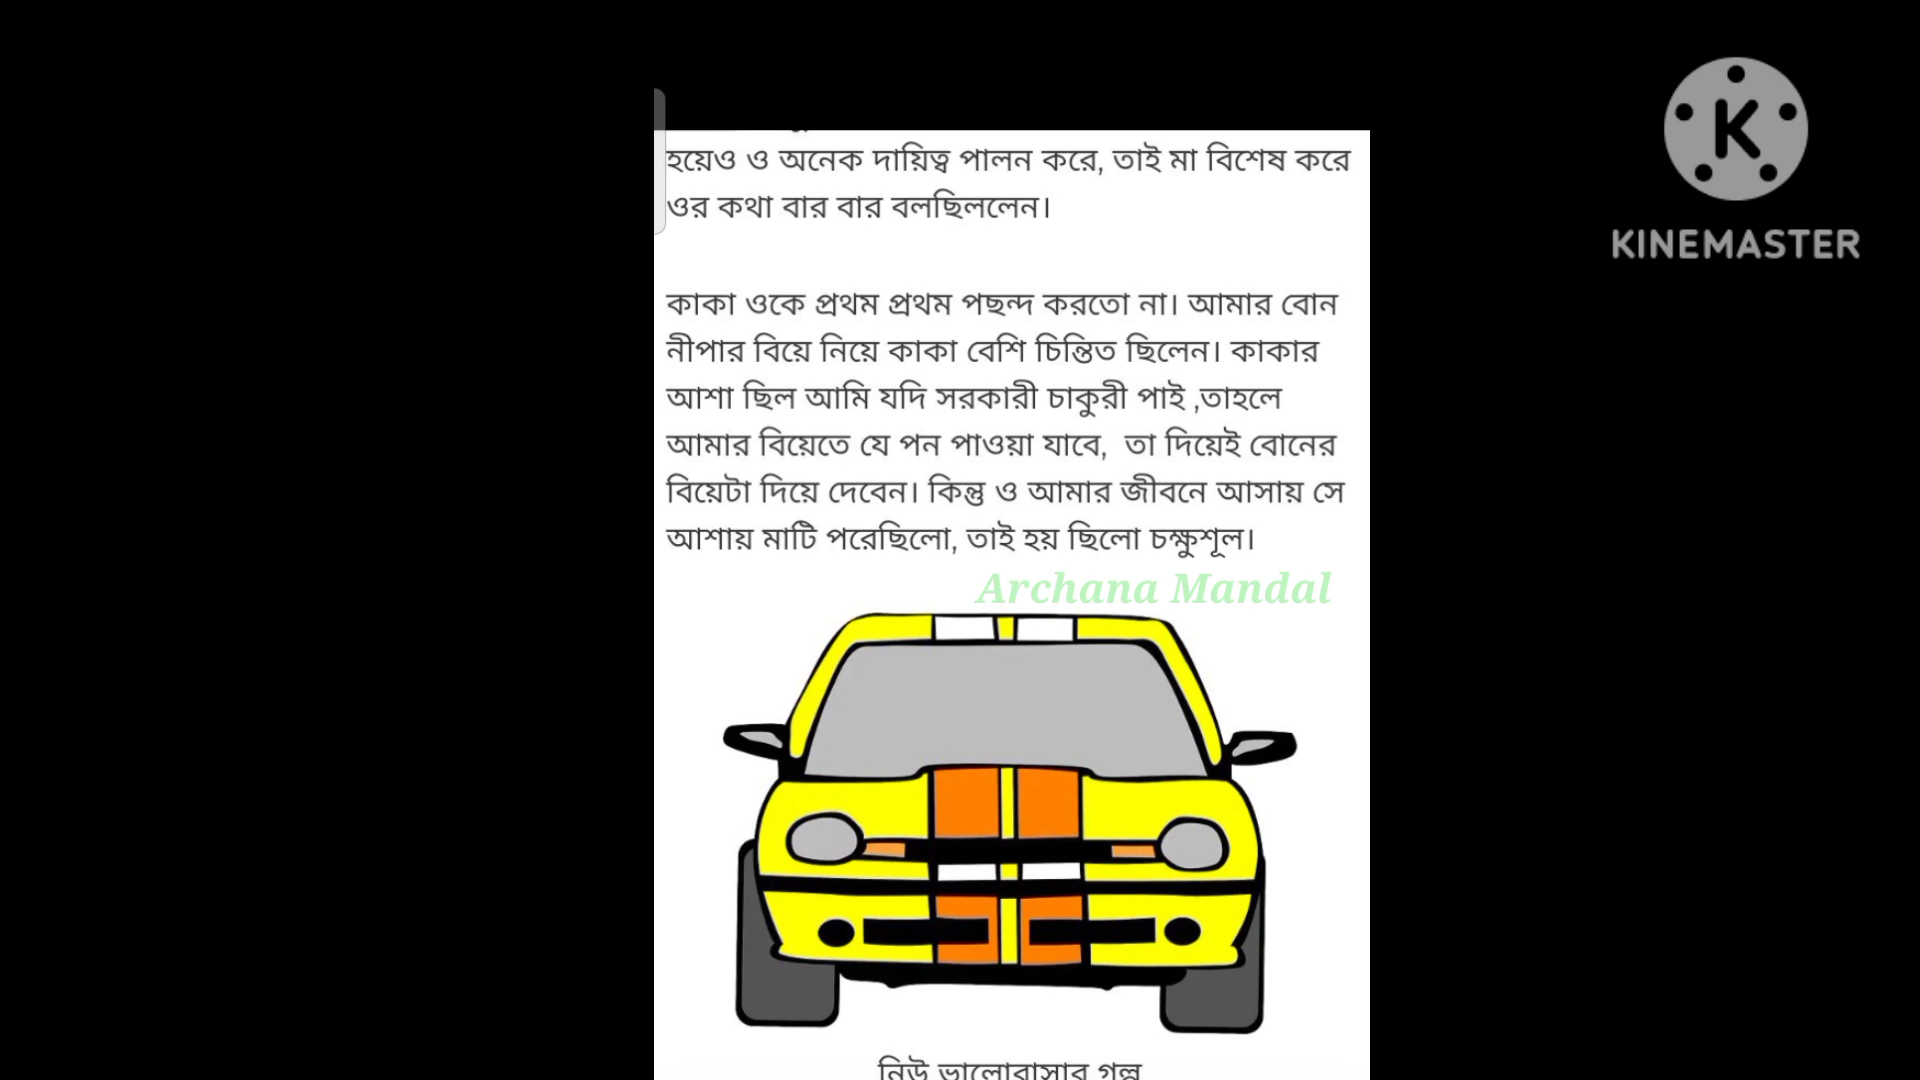 হয়েও ও অনেক দায়িত্ব পালন করে, তাই মা বিশেষ করে
ওর কথা বার বার বলছিললেন।
কাকা ওকে প্রথম প্রথম পছন্দ করতো না। আমার বোন
নীপার বিয়ে নিয়ে কাকা বেশি চিন্তিত ছিলেন। কাকার
আশা ছিল আমি যদি সরকারী চাকুরী পাই ,তাহলে
আমার বিয়েতে যে পন পাওয়া যাবে, তা দিয়েই বোনের
বিয়েটা দিয়ে দেবেন। কিন্তু ও আমার জীবনে আসায় সে
আশায় মাটি পরেছিলো, তাই হয় ছিলো চক্ষুশূল।
Archana Mandal
নিউ ভালোবাসার গল্প
K
KINEMASTER